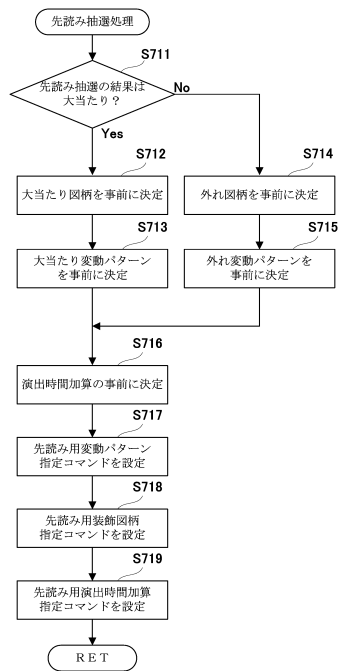 先読み抽選処理
S711
先読み抽選の結果は
大当たり？
No
Yes
S712
大当たり図柄を事前に決定
S714
外れ図柄を事前に決定
S713
大当たり変動パターン
を事前に決定
S715
外れ変動パターンを
事前に決定
S716
演出時間加算の事前に決定
S717
先読み用変動パターン
指定コマンドを設定
S718
先読み用装飾図柄
指定コマンドを設定
S719
先読み用演出時間加算
指定コマンドを設定
RET